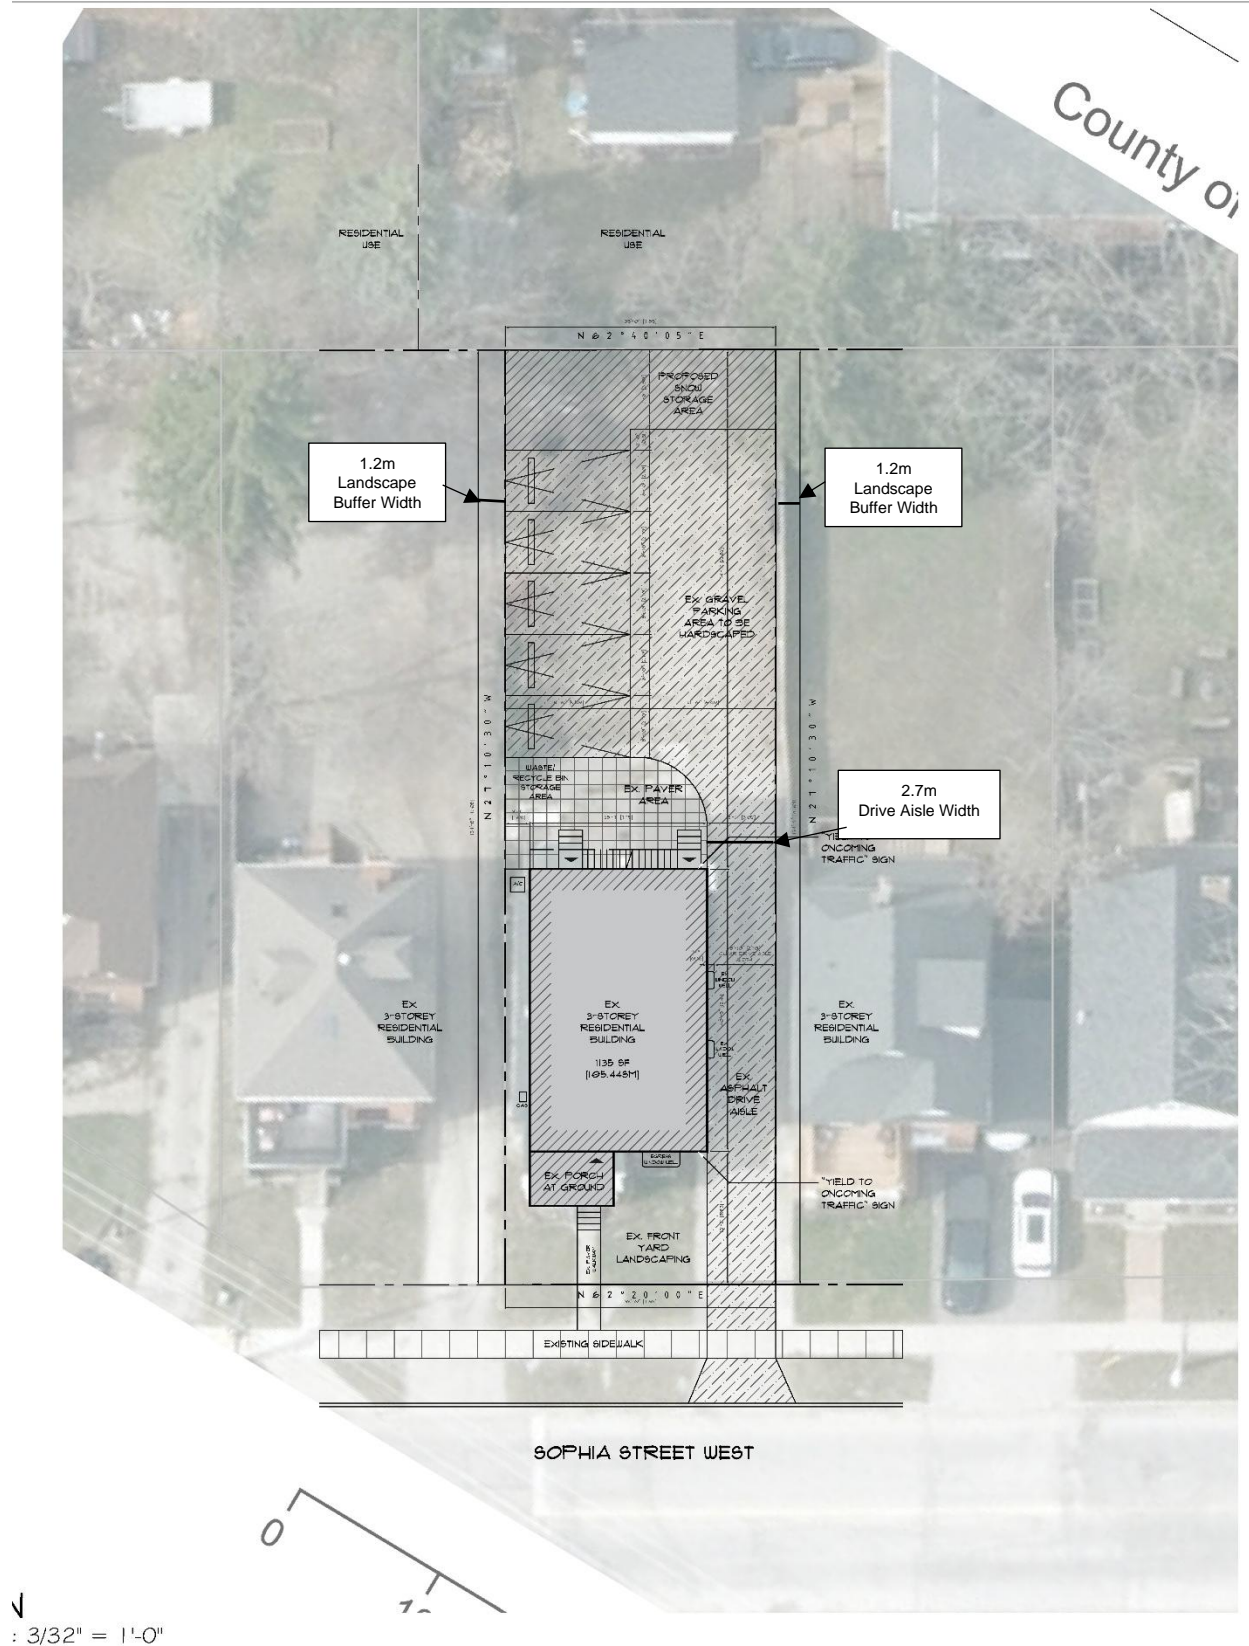 County of
RESIDENTIAL
USE
RESIDENTIAL
USE
N 62°40'05" E
PROPOSED
SNOW
STORAGE
AREA
1.2m
Landscape
Buffer Width
1.2m
Landscape
Buffer Width
EX. GRAVEL
PARKING
AREA TO BE
HARDSCAPED
N 27°10'30" W
N 27°10'30" W
WASTE/
RECYCLE BIN
STORAGE
AREA
EX. PAVER
AREA
2.7m
Drive Aisle Width
"YIELD TO
ONCOMING
TRAFFIC" SIGN
A/C
EX.
3-STOREY
RESIDENTIAL
BUILDING
EX.
3-STOREY
RESIDENTIAL
BUILDING
1135 SF
EX.
3-STOREY
RESIDENTIAL
BUILDING
GAS
EX.
ASPHALT
DRIVE
AISLE
EX. PORCH
AT GROUND
"YIELD TO
ONCOMING
TRAFFIC" SIGN
EX. FRONT
YARD
LANDSCAPING
N 62°20'00" E
EXISTING SIDEWALK
SOPHIA STREET WEST
0
N
: 3/32" = 1'-0"